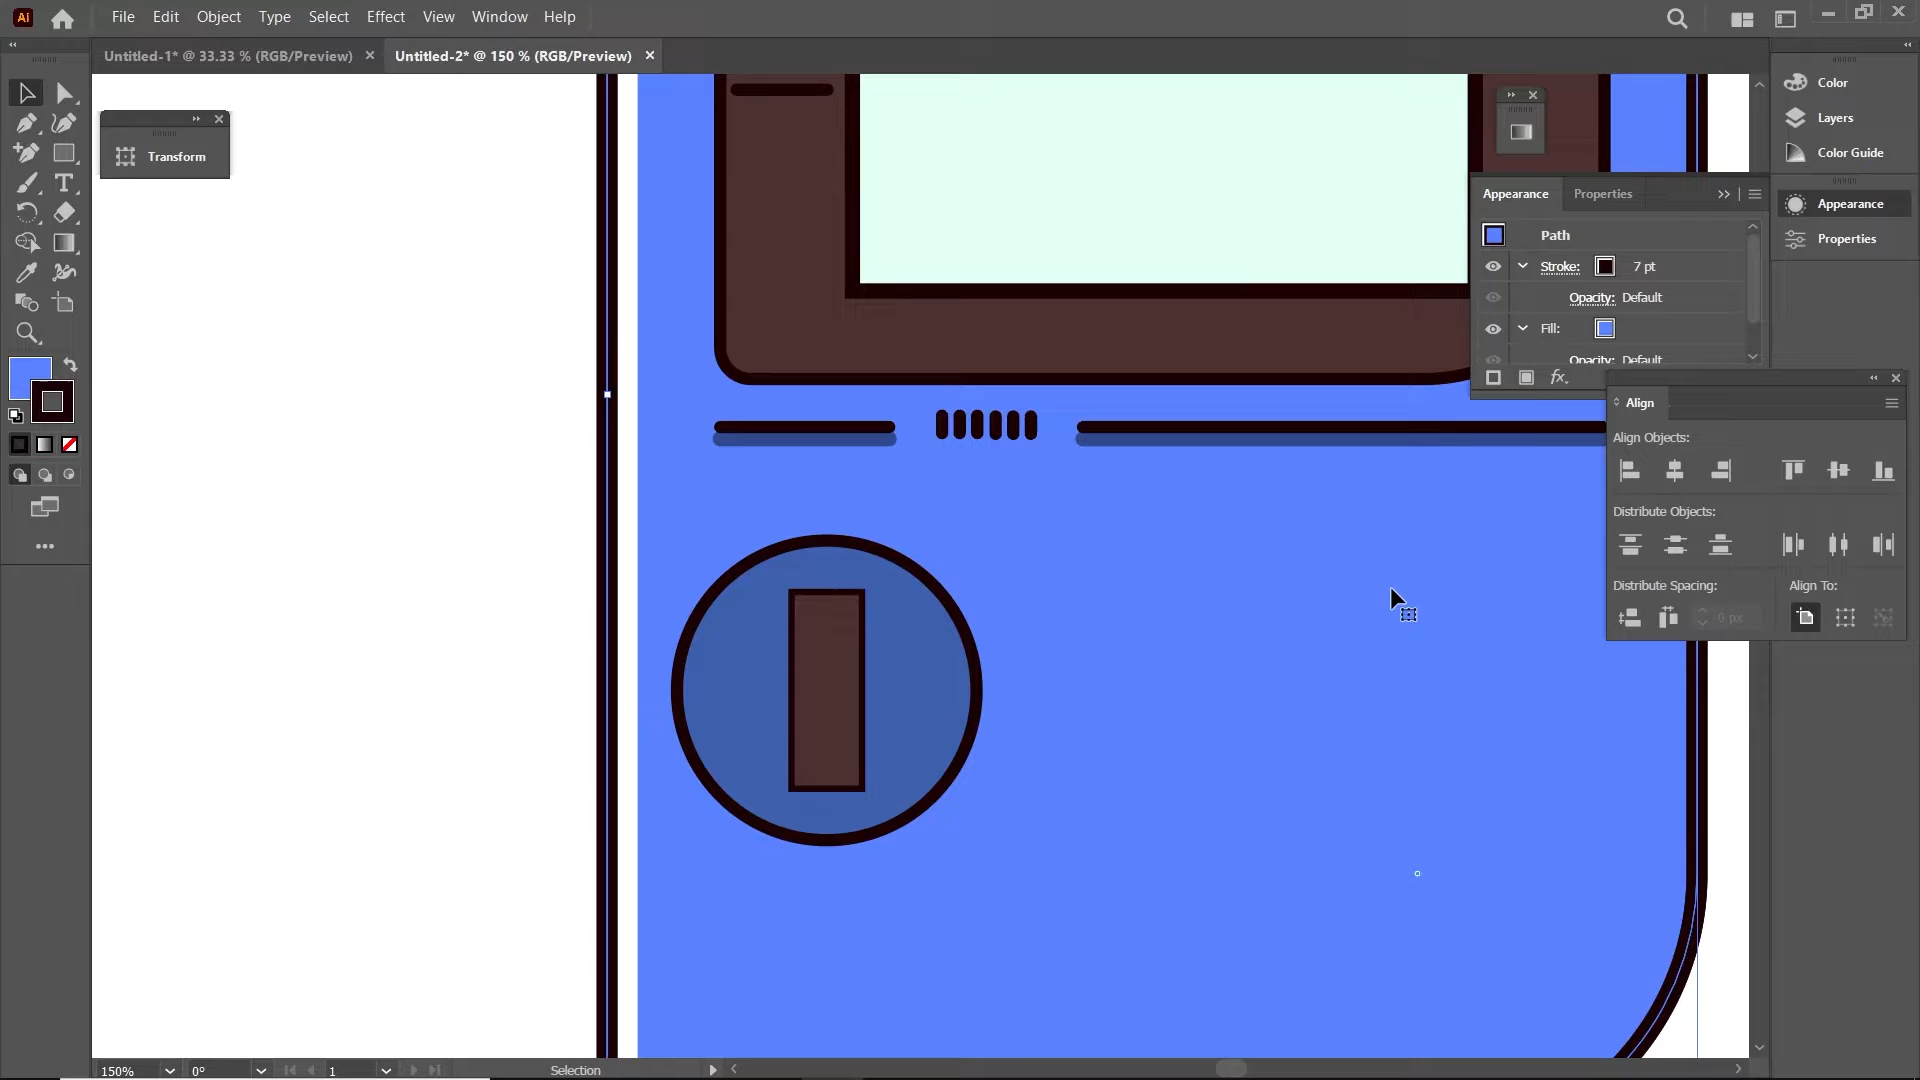 Ai File Edit Object Type Select Effect View Window Help
Untitled-1* @ 33.33 % (RGB/Preview) × Untitled-2* @ 150 % (RGB/Preview) ×
Transform
Color
Layers
Color Guide
Appearance
Properties
Appearance Properties
Path
Stroke: 7 pt
Opacity: Default
Fill:
Opacity: Default
fx.
Align
Align Objects:
Distribute Objects:
Distribute Spacing: Align To:
0 px
150% 0° 1 Selection